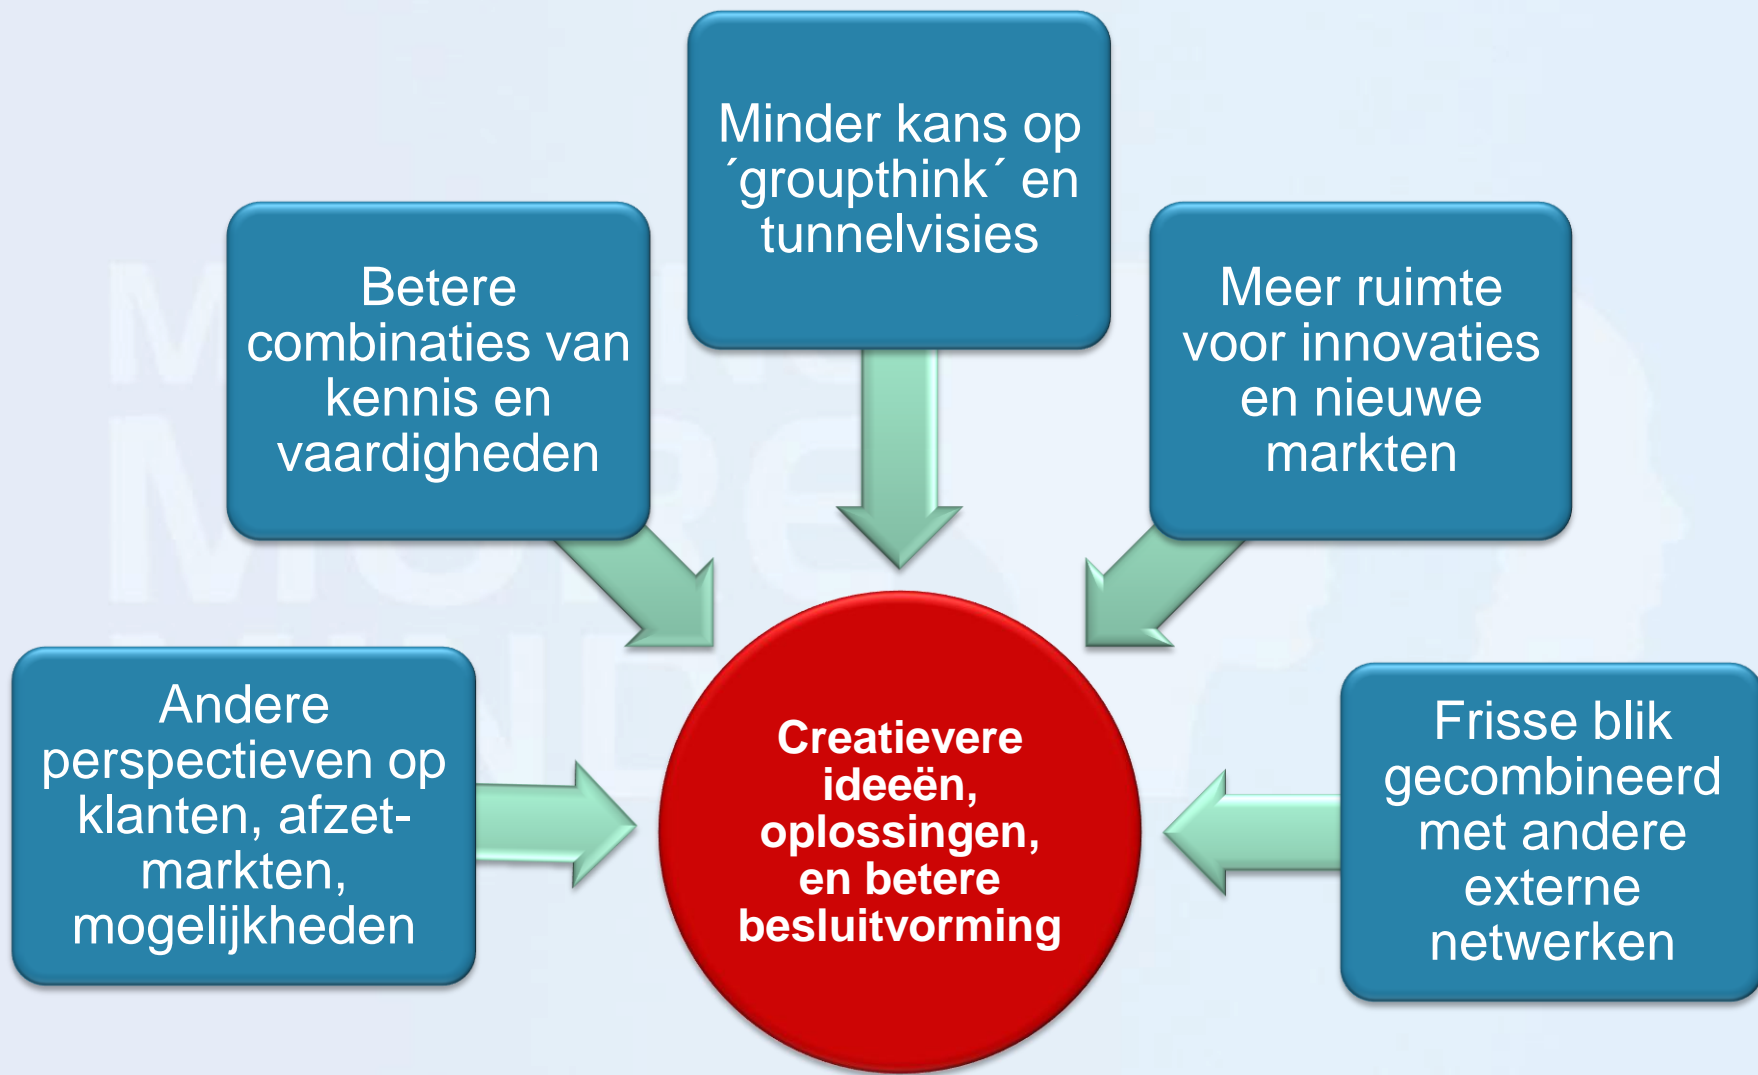 Minder kans op
´groupthink´ en
tunnelvisies
Betere
combinaties van
kennis en
vaardigheden
Meer ruimte
voor innovaties
en nieuwe
markten
Andere
perspectieven op
klanten, afzet-
markten,
mogelijkheden
Creatievere
ideeën,
oplossingen,
en betere
besluitvorming
Frisse blik
gecombineerd
met andere
externe
netwerken